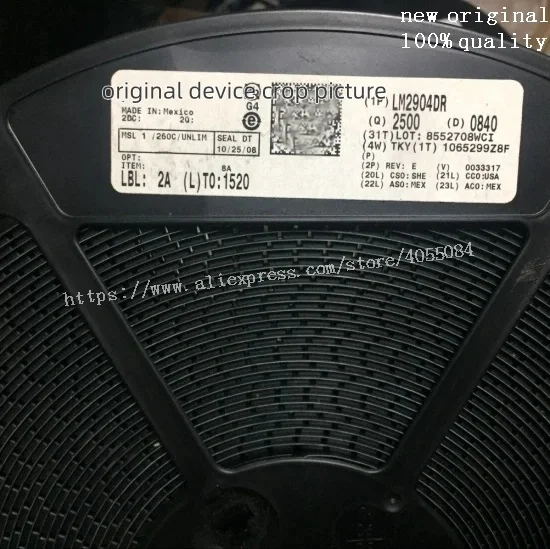 new original
100% quality
original device,crop picture
G4
e
MADE IN: Mexico
2DC: 2Q:
MSL 1 /260C/UNLIM SEAL DT
10/25/08
OPT:
ITEM:
8A
LBL: 2A (L)TO:1520
(1P) LM2904DR
(Q) 2500 (D) 0840
(31T)LOT: 8552708WCI
(4W) TKY(1T) 1065299Z8F
(P)
(2P) REV: E (V) 0033317
(20L) CSO:SHE (21L) CCO:USA
(22L) ASO:MEX (23L) ACO:MEX
https://www.aliexpress.com/store/4055084